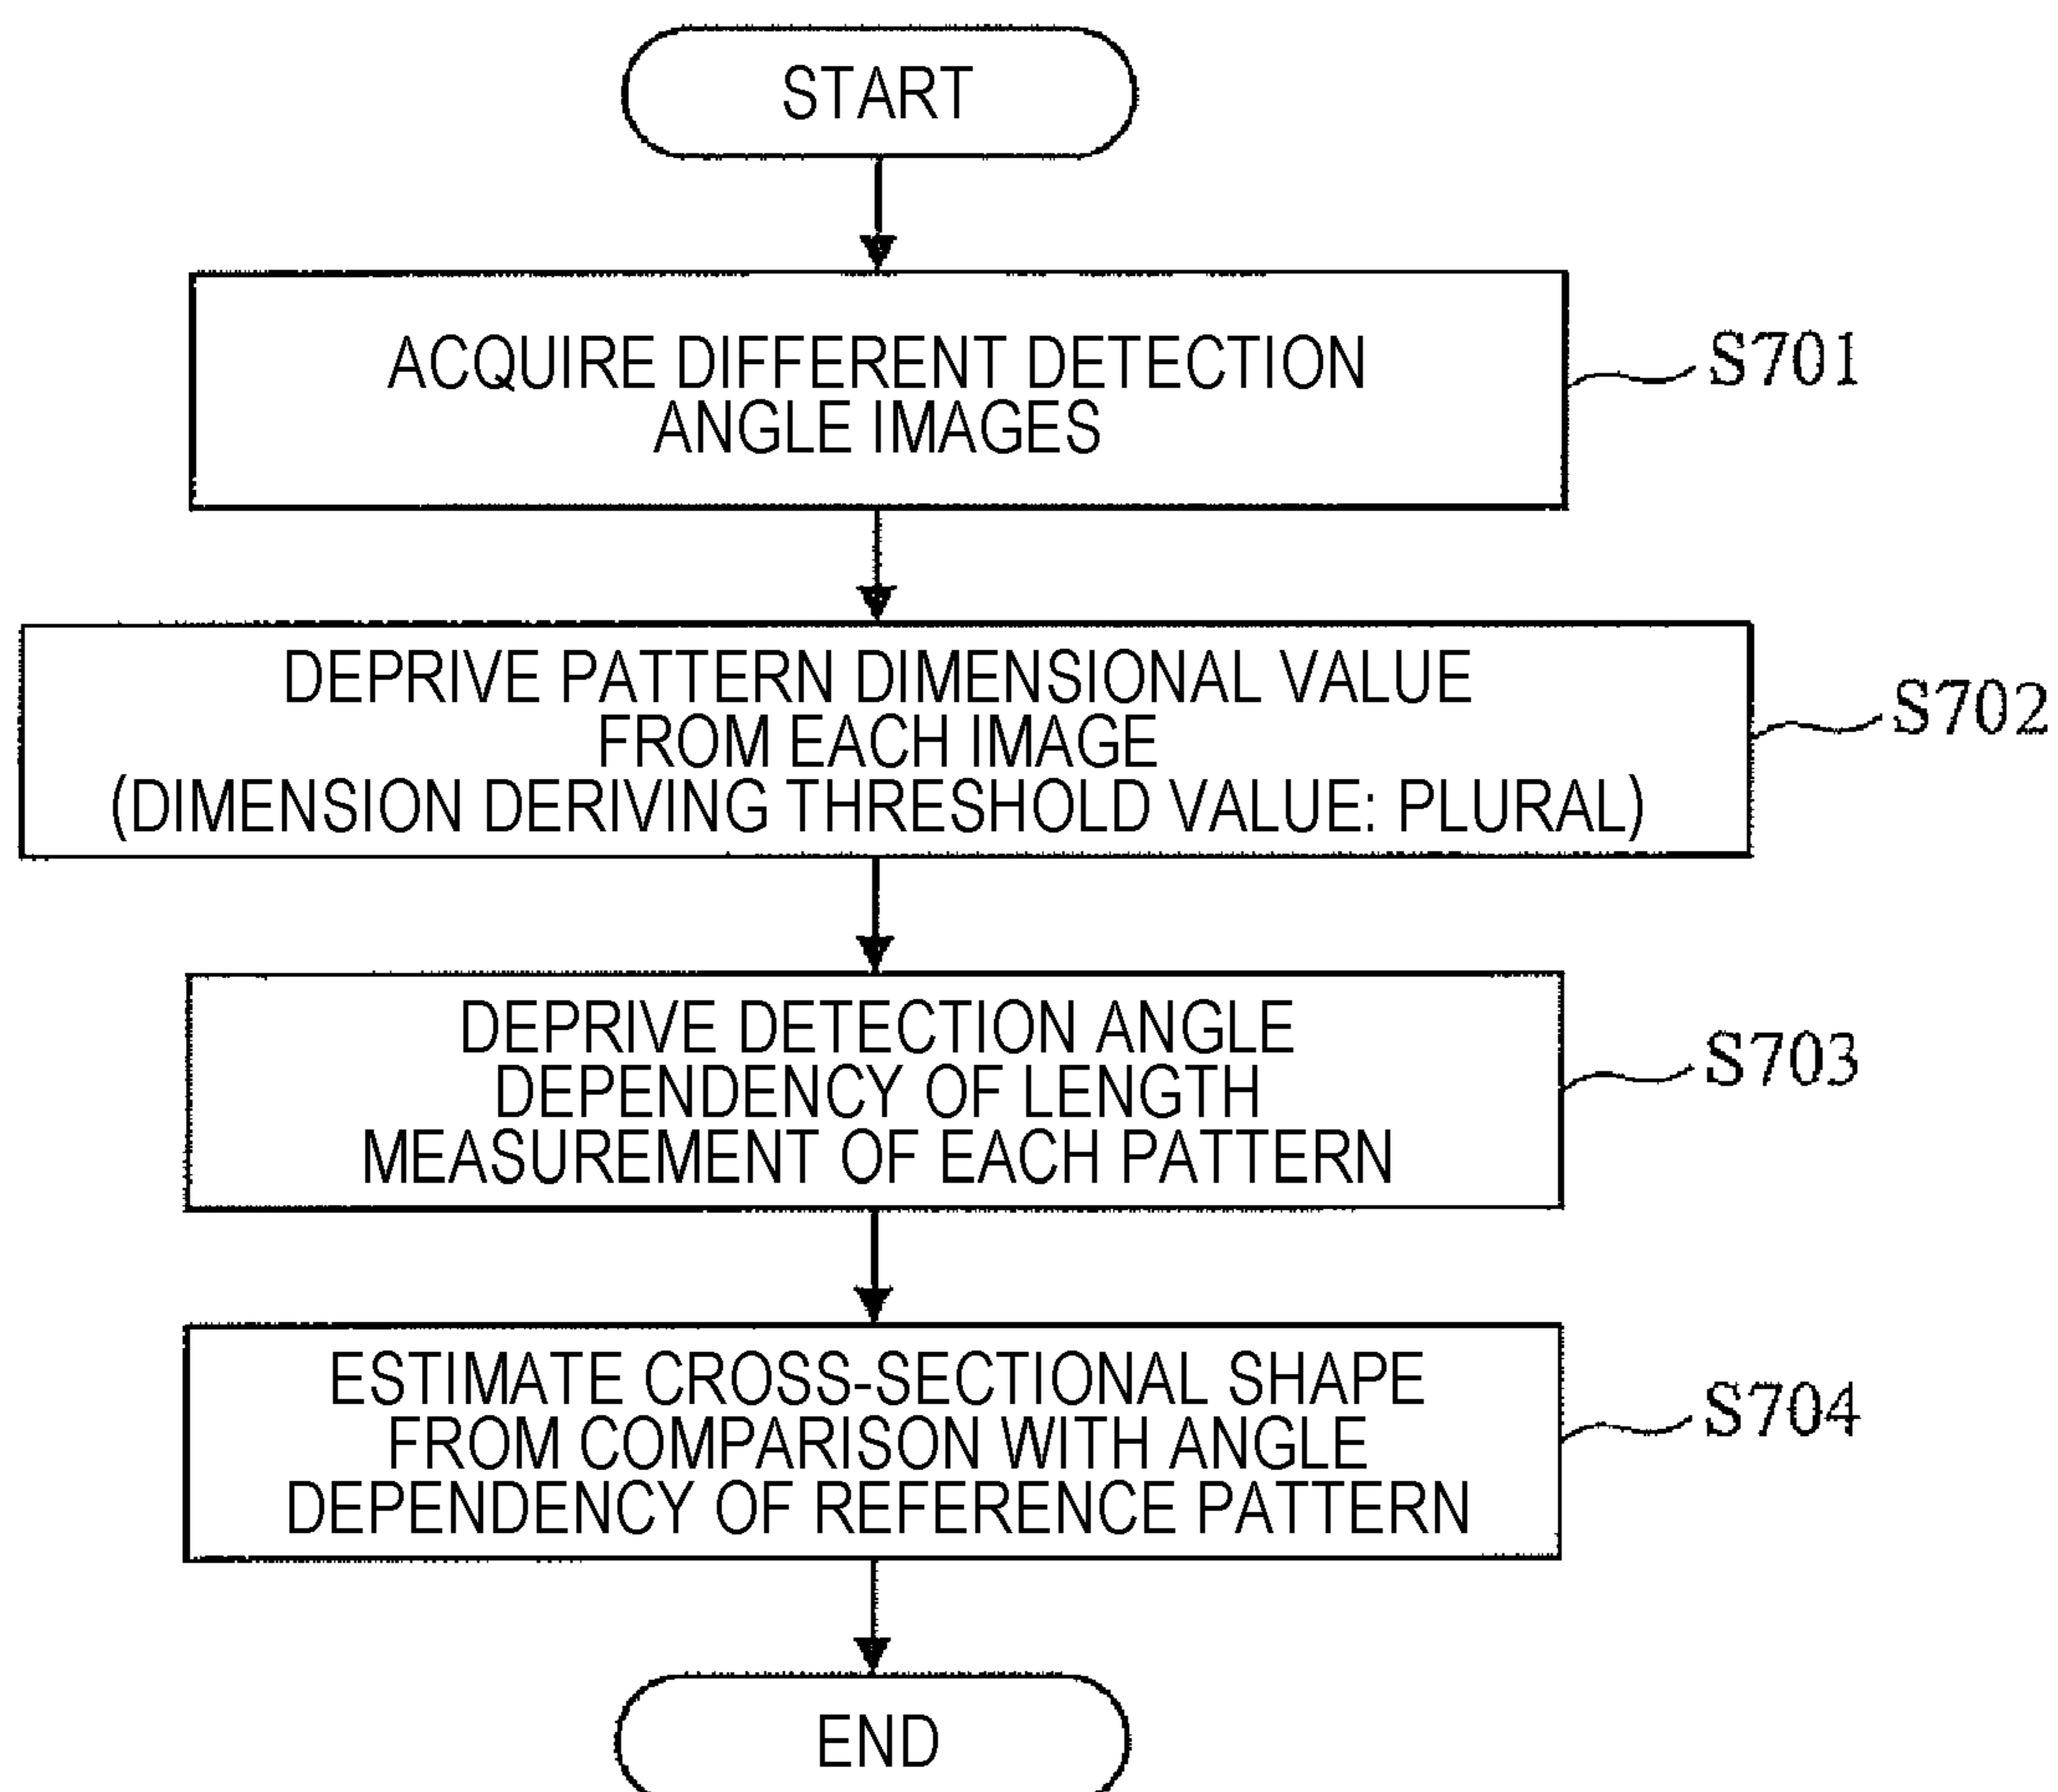 START
ACQUIRE DIFFERENT DETECTION
ANGLE IMAGES
S701
DEPRIVE PATTERN DIMENSIONAL VALUE
FROM EACH IMAGE
(DIMENSION DERIVING THRESHOLD VALUE: PLURAL)
S702
DEPRIVE DETECTION ANGLE
DEPENDENCY OF LENGTH
MEASUREMENT OF EACH PATTERN
S703
ESTIMATE CROSS-SECTIONAL SHAPE
FROM COMPARISON WITH ANGLE
DEPENDENCY OF REFERENCE PATTERN
S704
END